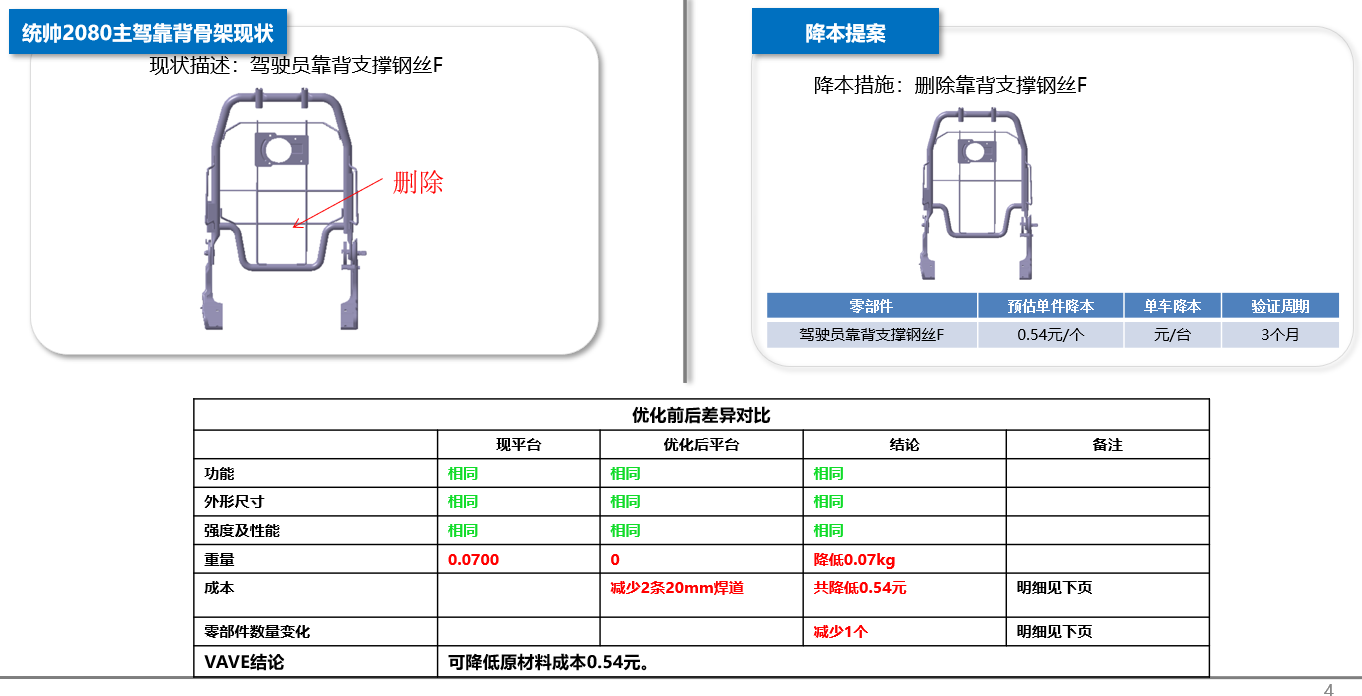 统帅2080主驾靠背骨架现状
现状描述：驾驶员靠背支撑钢丝F
删除
降本提案
降本措施：删除靠背支撑钢丝F
零部件 预估单件降本 单车降本 验证周期
驾驶员靠背支撑钢丝F 0.54元/个 元/台 3个月
优化前后差异对比
现平台 优化后平台 结论 备注
功能 相同 相同 相同
外形尺寸 相同 相同 相同
强度及性能 相同 相同 相同
重量 0.0700 0 降低0.07kg
成本 减少2条20mm焊道 共降低0.54元 明细见下页
零部件数量变化 减少1个 明细见下页
VAVE结论 可降低原材料成本0.54元。
4